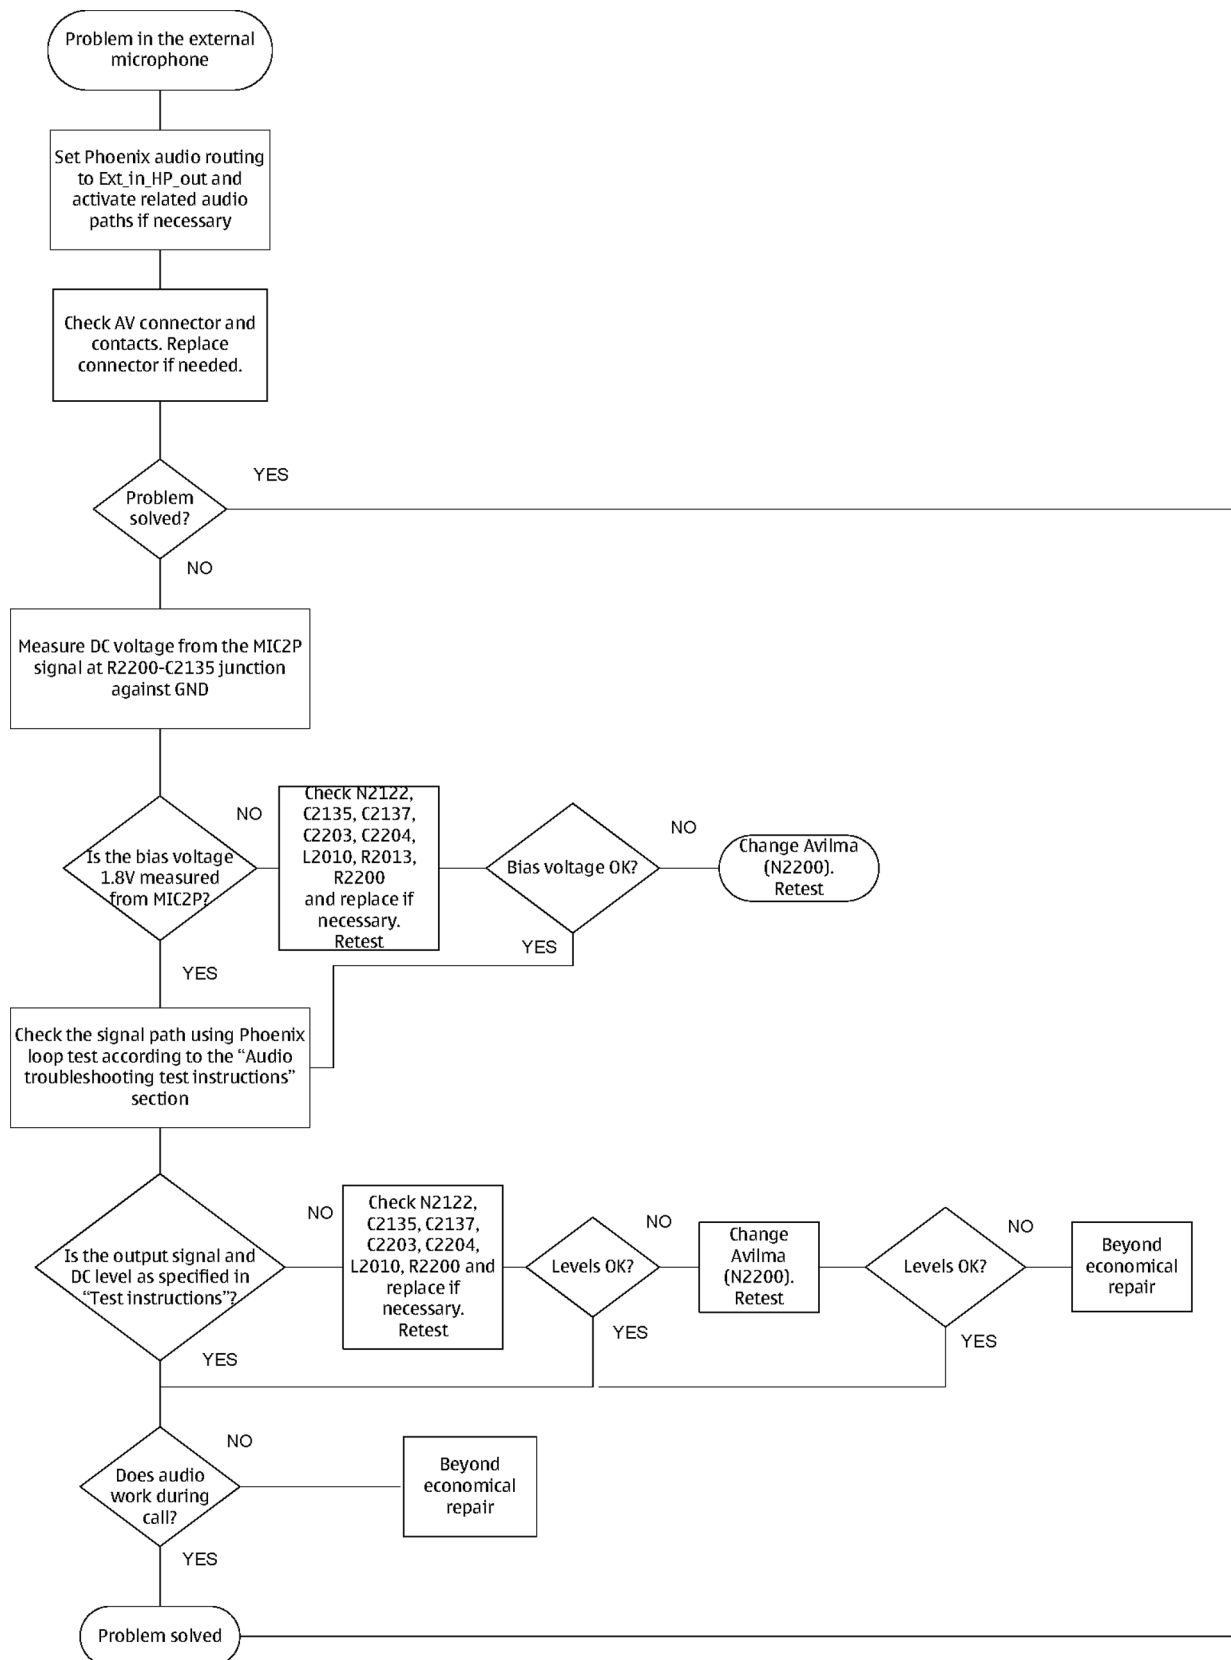 Problem in the external
microphone
Set Phoenix audio routing
to Ext_in_HP_out and
activate related audio
paths if necessary
Check AV connector and
contacts. Replace
connector if needed.
YES
Problem
solved?
NO
Measure DC voltage from the MIC2P
signal at R2200-C2135 junction
against GND
Is the bias voltage
1.8V measured
from MIC2P?
NO
Check N2122,
C2135, C2137,
C2203, C2204,
L2010, R2013,
R2200
and replace if
necessary.
Retest
Bias voltage OK?
NO
Change Avilma
(N2200).
Retest
YES
YES
Check the signal path using Phoenix
loop test according to the “Audio
troubleshooting test instructions”
section
Is the output signal and
DC level as specified in
“Test instructions”?
NO
Check N2122,
C2135, C2137,
C2203, C2204,
L2010, R2200 and
replace if
necessary.
Retest
Levels OK?
NO
Change
Avilma
(N2200).
Retest
Levels OK?
NO
Beyond
economical
repair
YES
YES
YES
Does audio
work during
call?
NO
Beyond
economical
repair
YES
Problem solved